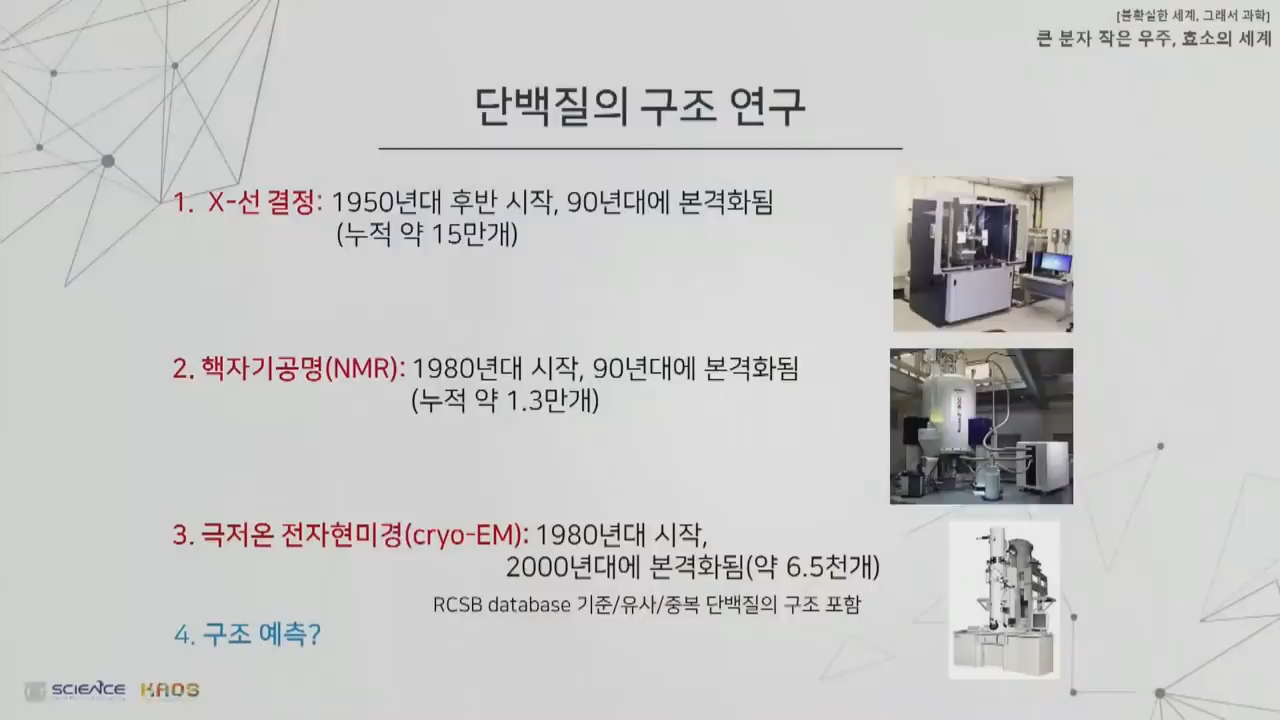 [불확실한 세계, 그래서 과학]
큰 분자 작은 우주, 효소의 세계
단백질의 구조 연구
1. X-선 결정: 1950년대 후반 시작, 90년대에 본격화됨
(누적 약 15만개)
2. 핵자기공명(NMR): 1980년대 시작, 90년대에 본격화됨
(누적 약 1.3만개)
3. 극저온 전자현미경(cryo-EM): 1980년대 시작,
2000년대에 본격화됨(약 6.5천개)
RCSB database 기준/유사/중복 단백질의 구조 포함
4. 구조 예측?
SCIENCE KAOS